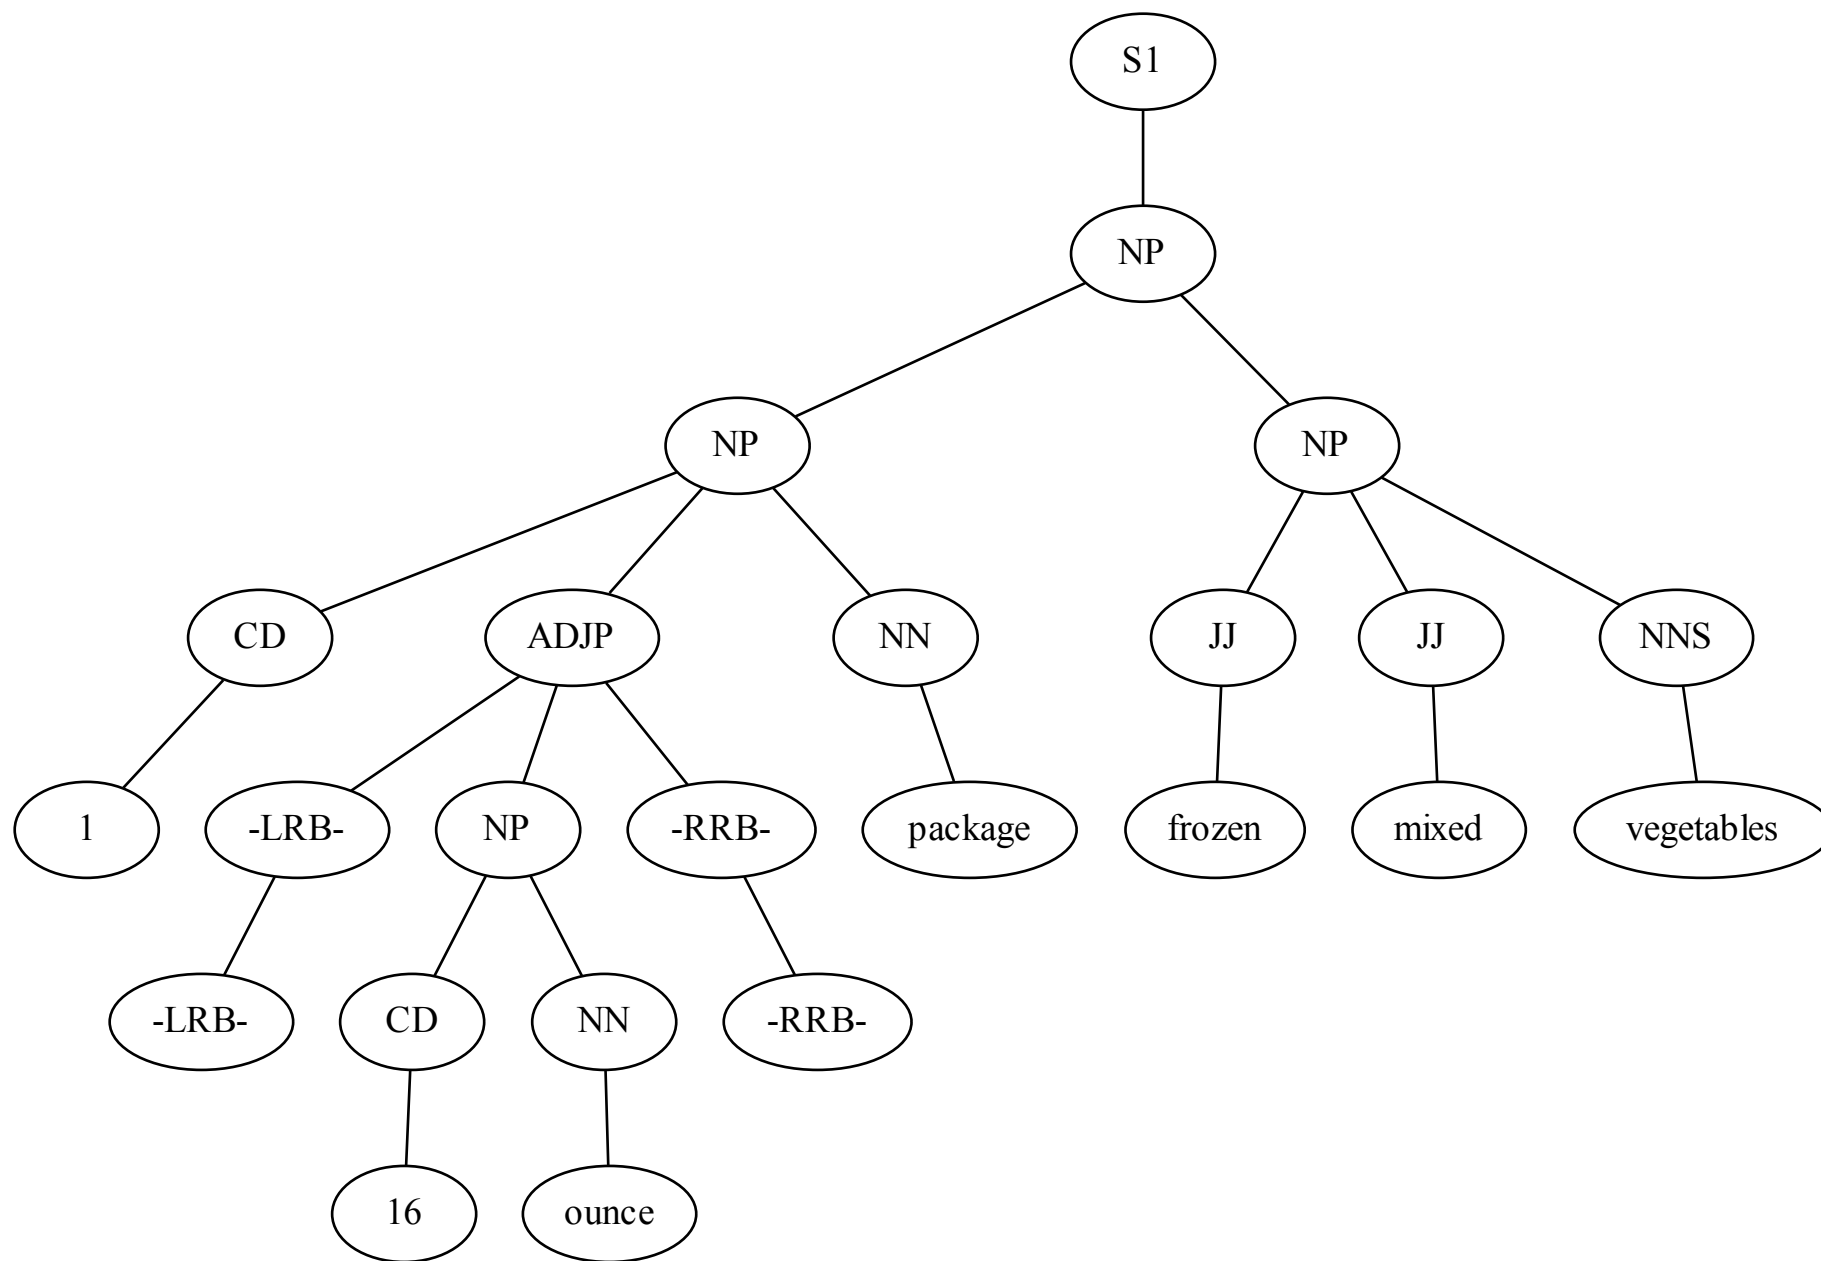 S1
NP
NP NP
CD ADJP NN JJ JJ NNS
1 -LRB- NP -RRB- package frozen mixed vegetables
-LRB- CD NN -RRB-
16 ounce